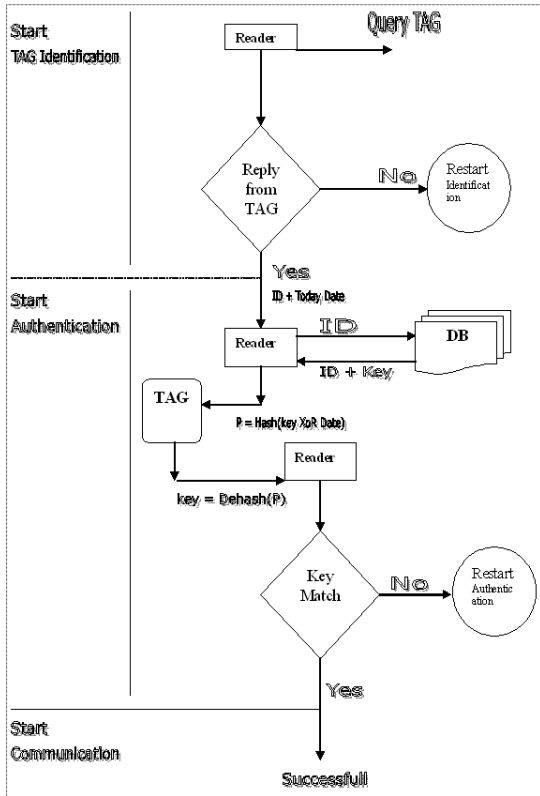 Start
TAG Identification
Reader
Query TAG
Reply
from
TAG
No
Restart
Identificat
ion
Yes
ID + Today Date
Start
Authentication
Reader
ID
DB
ID + Key
TAG
P = Hash(key XoR Date)
Reader
key = Dehash(P)
Key
Match
No
Restart
Authentic
ation
Yes
Start
Communication
Successfull